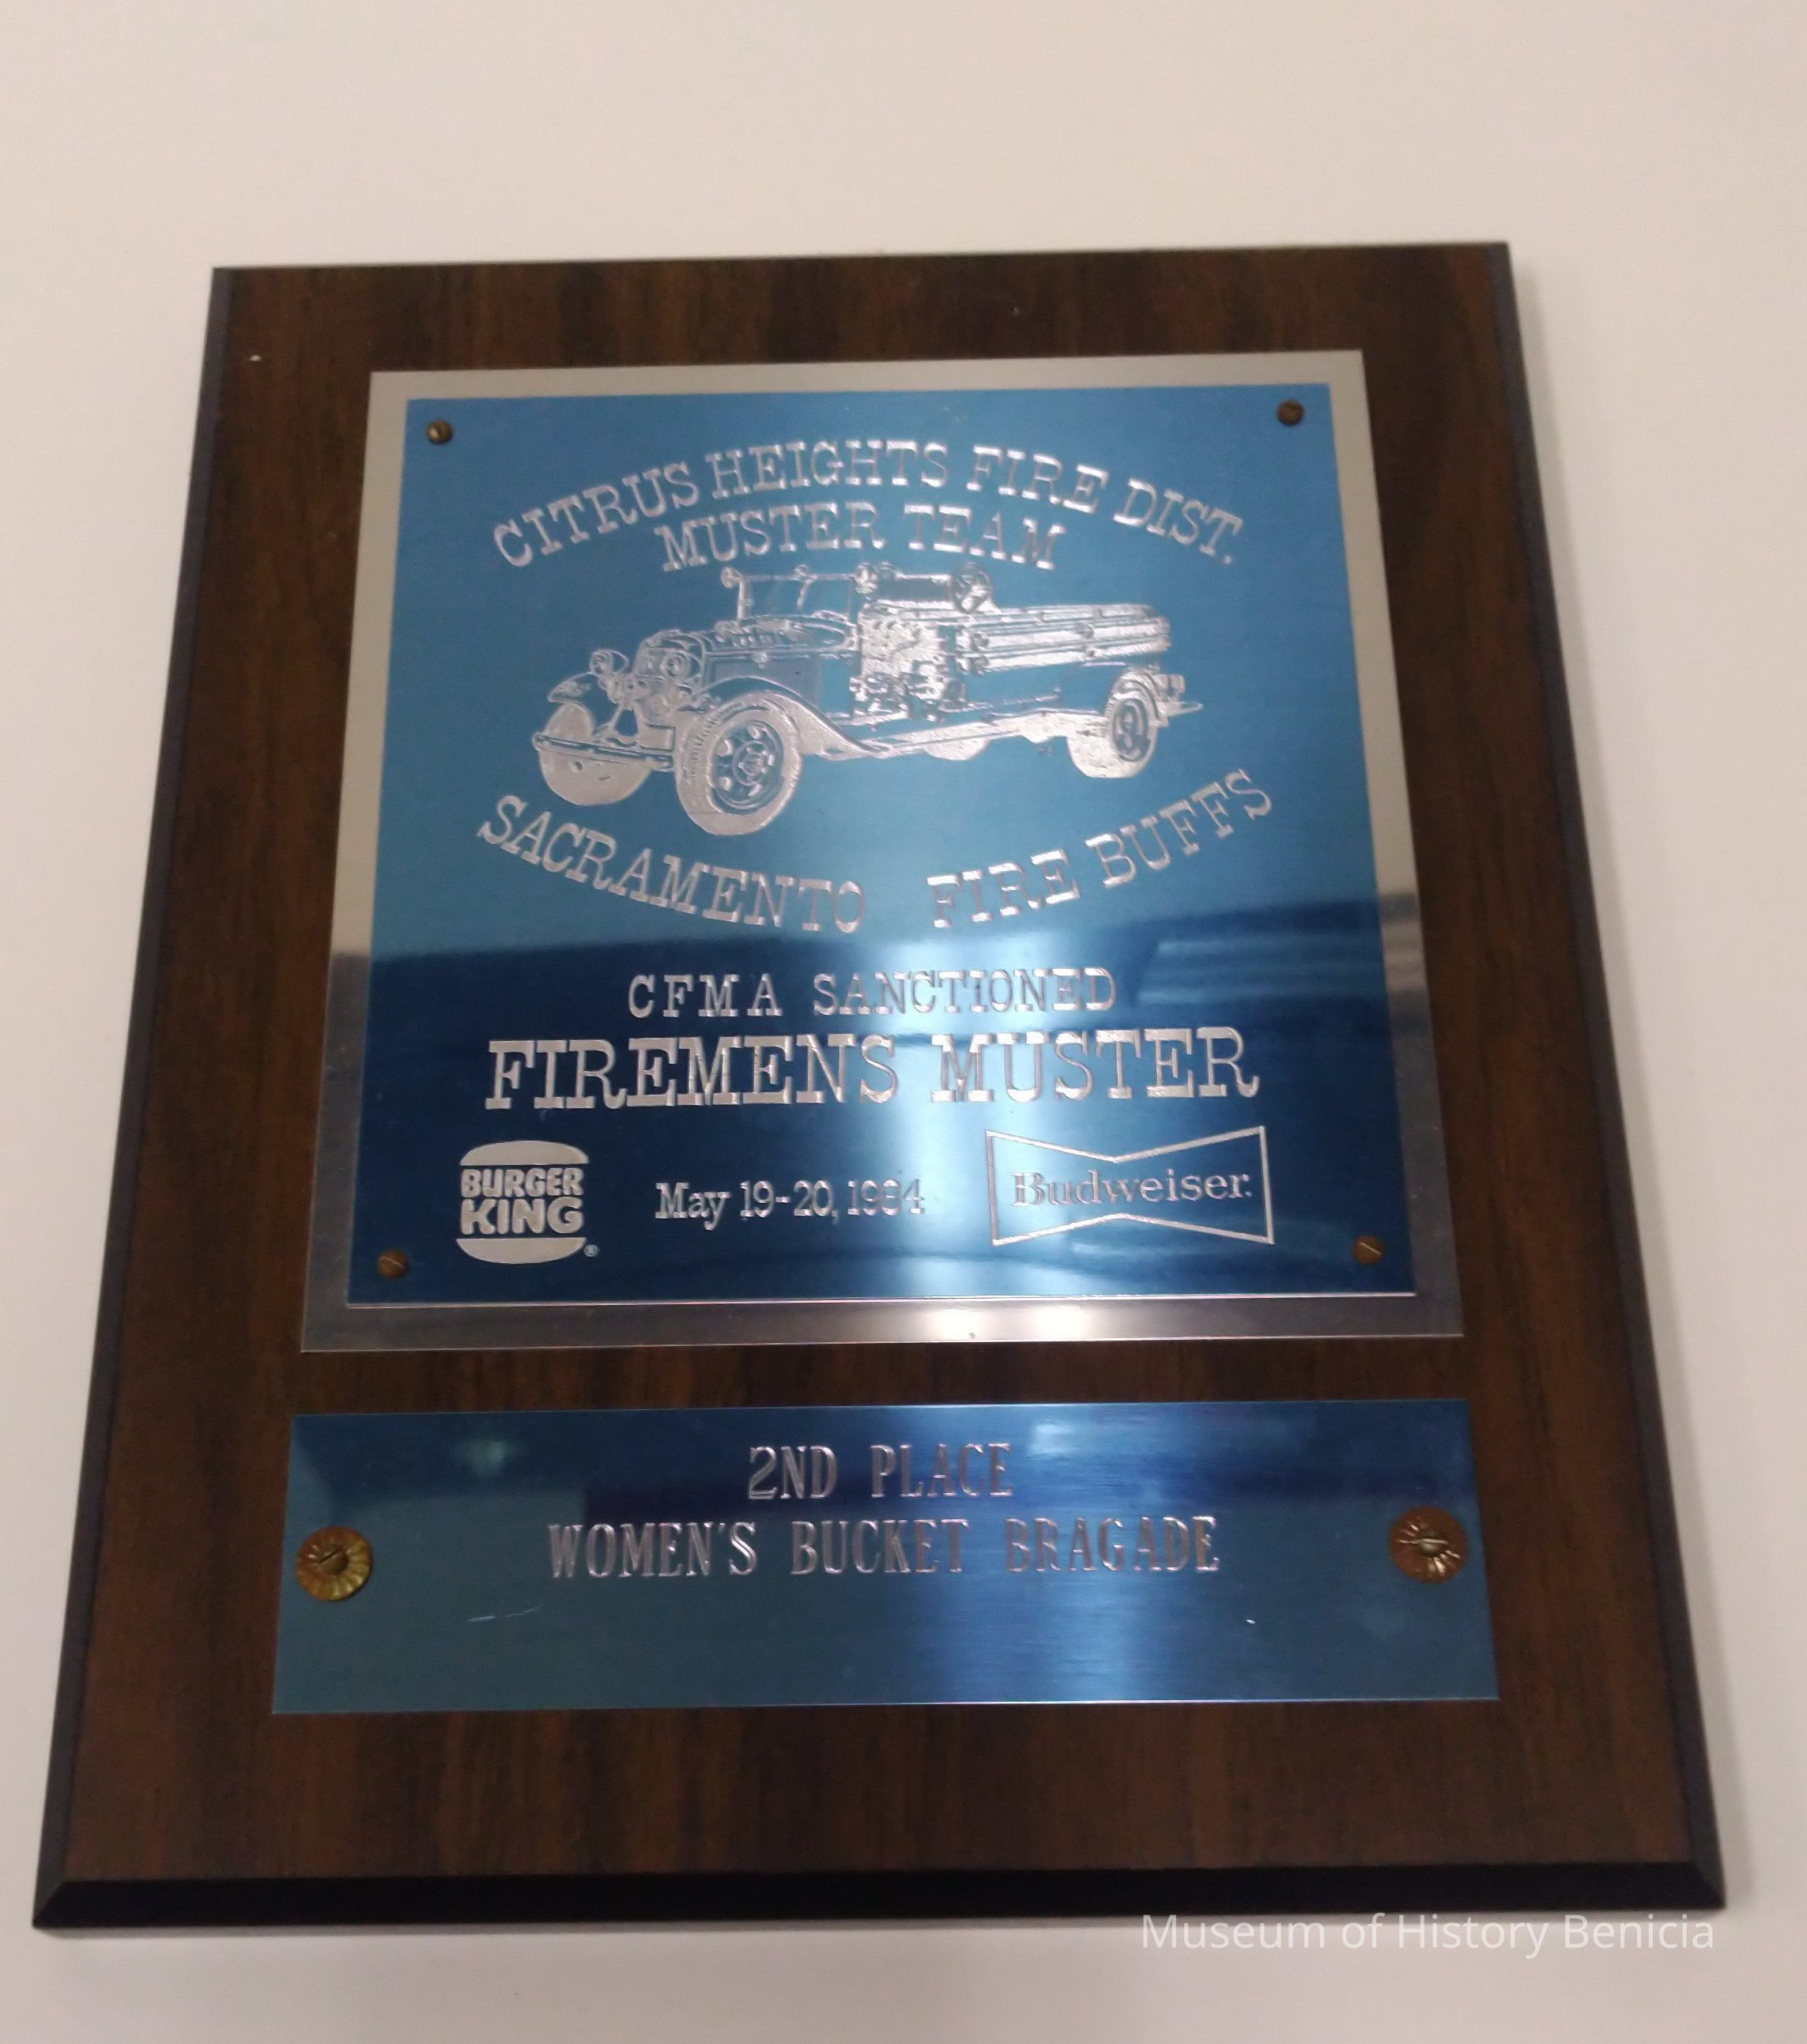 CITRUS HEIGHTS FIRE DIST.
MUSTER TEAM
SACRAMENTO FIRE BUFFS
CFMA SANCTIONED
FIREMENS MUSTER
BURGER
KING
®
May 19-20, 1984
Budweiser.
2ND PLACE
WOMEN'S BUCKET BRAGADE
Museum of History Benicia